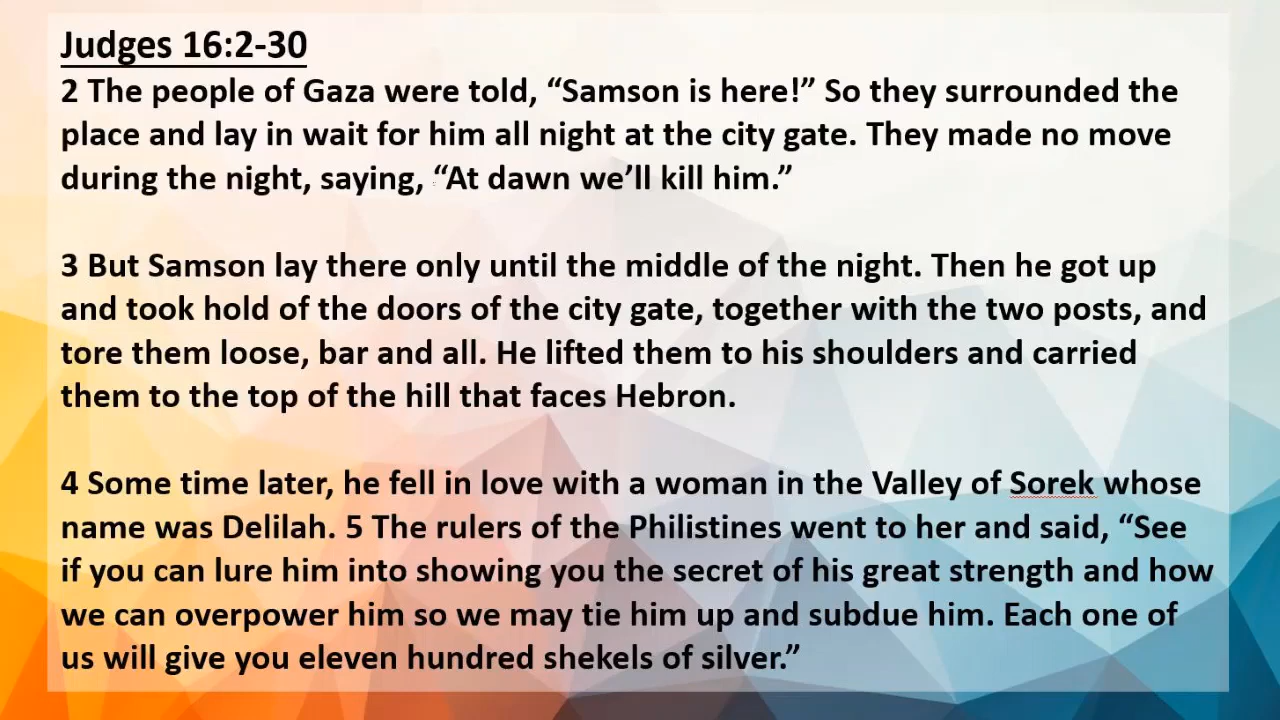 Judges 16:2-30
2 The people of Gaza were told, “Samson is here!” So they surrounded the
place and lay in wait for him all night at the city gate. They made no move
during the night, saying, “At dawn we’ll kill him.”
3 But Samson lay there only until the middle of the night. Then he got up
and took hold of the doors of the city gate, together with the two posts, and
tore them loose, bar and all. He lifted them to his shoulders and carried
them to the top of the hill that faces Hebron.
4 Some time later, he fell in love with a woman in the Valley of Sorek whose
name was Delilah. 5 The rulers of the Philistines went to her and said, “See
if you can lure him into showing you the secret of his great strength and how
we can overpower him so we may tie him up and subdue him. Each one of
us will give you eleven hundred shekels of silver.”